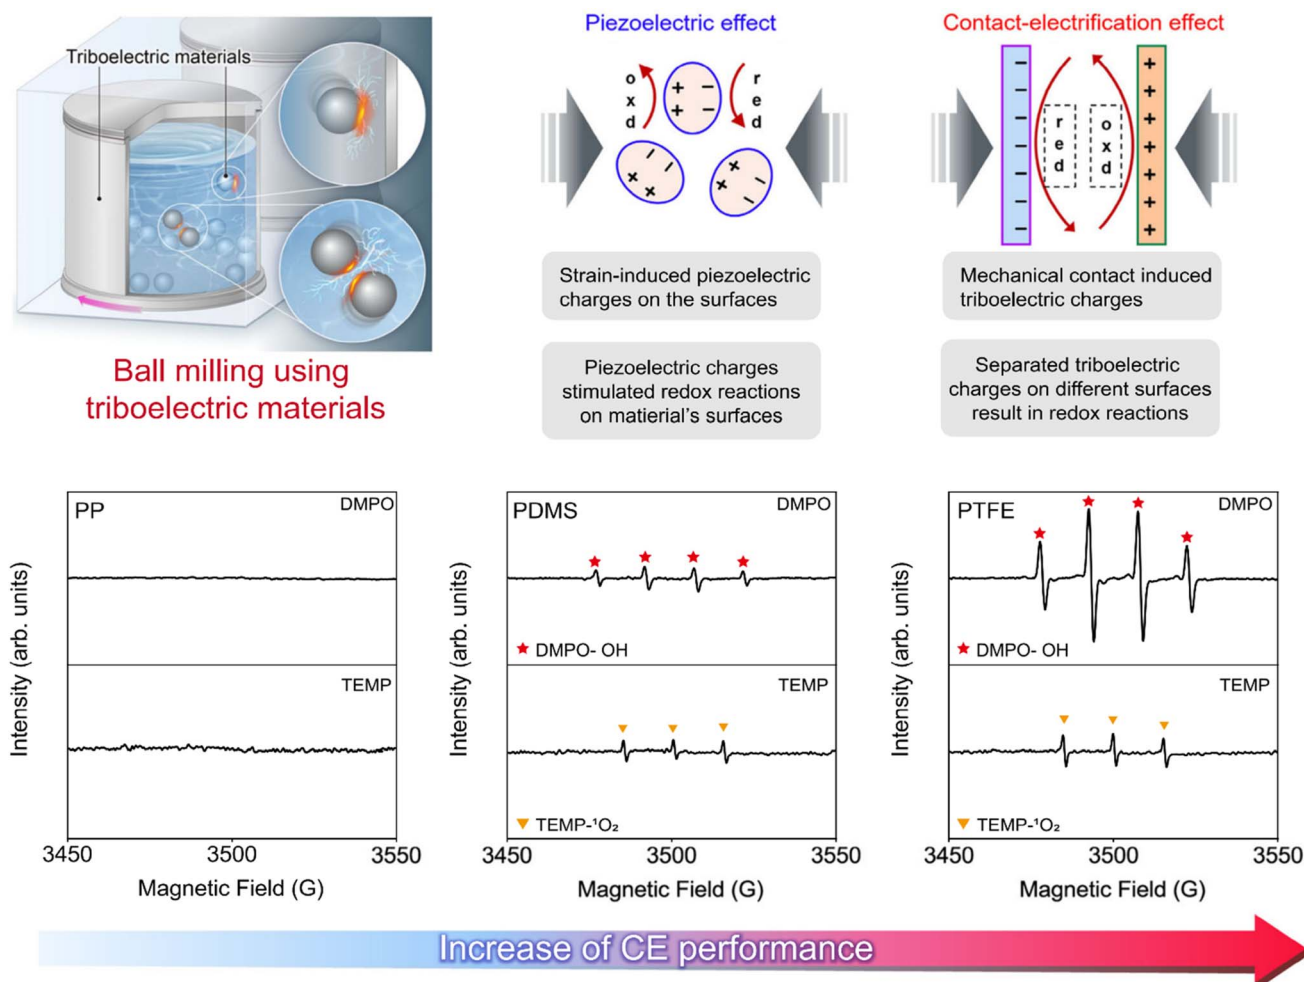 Triboelectric materials
Ball milling using
triboelectric materials
Piezoelectric effect
oxd
red
+ −
+ −
−
−
+
+
+ −
+ −
Strain-induced piezoelectric
charges on the surfaces
Piezoelectric charges
stimulated redox reactions
on matierial’s surfaces
Contact-electrification effect
−
−
−
−
−
−
−
red
oxd
+
+
+
+
+
+
+
Mechanical contact induced
triboelectric charges
Separated triboelectric
charges on different surfaces
result in redox reactions
PP
DMPO
TEMP
Intensity (arb. units)
3450
3500
3550
Magnetic Field (G)
PDMS
DMPO
★ DMPO- OH
TEMP
▼ TEMP-¹O₂
Intensity (arb. units)
3450
3500
3550
Magnetic Field (G)
PTFE
DMPO
★ DMPO- OH
TEMP
▼ TEMP-¹O₂
Intensity (arb. units)
3450
3500
3550
Magnetic Field (G)
Increase of CE performance